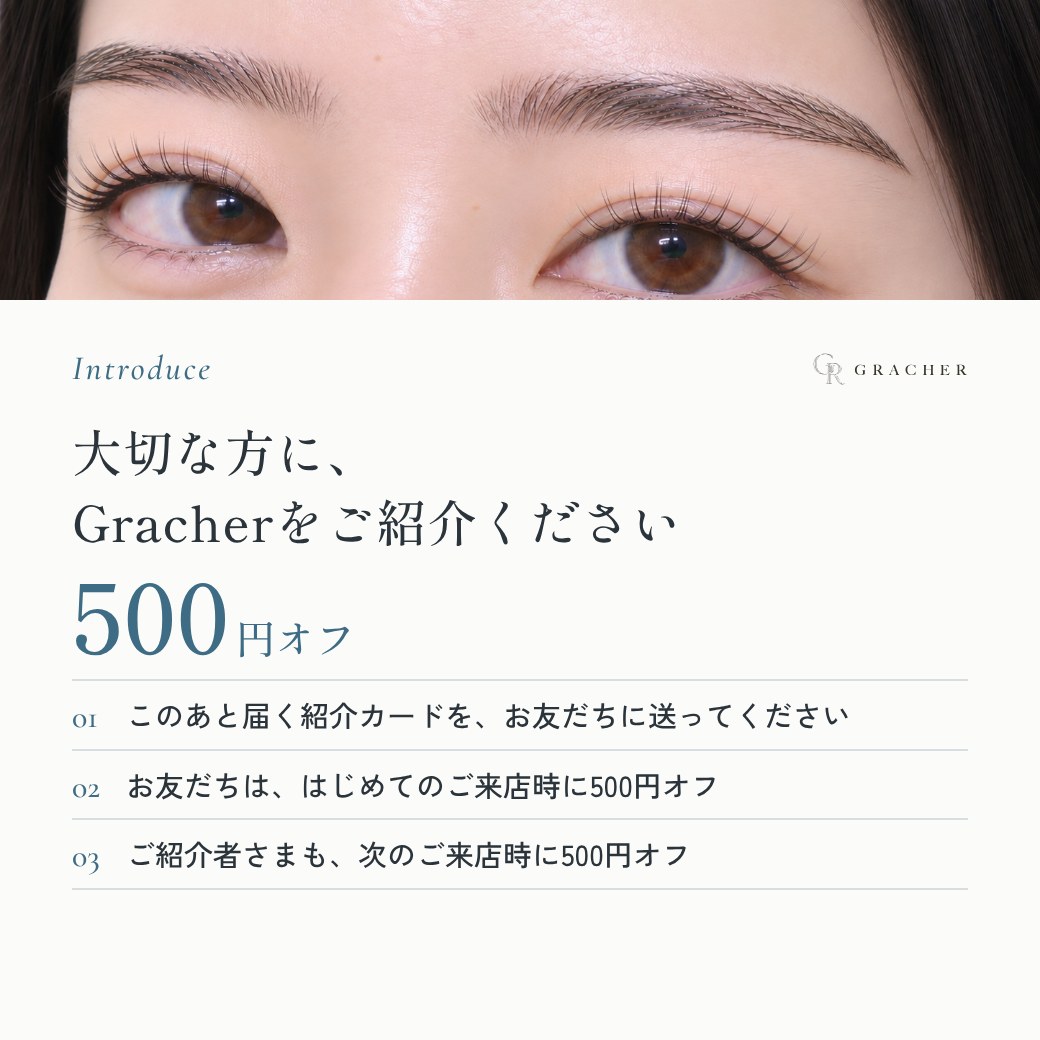 Introduce
GR GRACHER
大切な方に、
Gracherをご紹介ください
500円オフ
01 このあと届く紹介カードを、お友だちに送ってください
02 お友だちは、はじめてのご来店時に500円オフ
03 ご紹介者さまも、次のご来店時に500円オフ